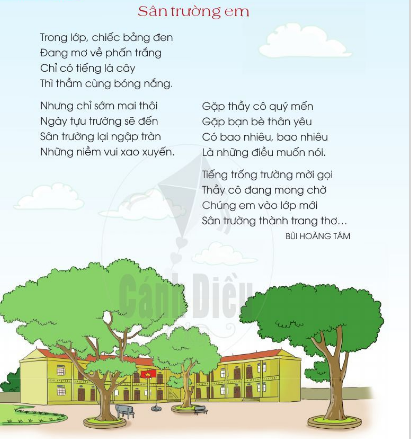 Sân trường em
Trong lớp, chiếc bảng đen
Đang mơ về phấn trắng
Chỉ có tiếng lá cây
Thì thầm cùng bóng nắng.
Nhưng chỉ sớm mai thôi
Ngày tựu trường sẽ đến
Sân trường lại ngập tràn
Những niềm vui xao xuyến.
Gặp thầy cô quý mến
Gặp bạn bè thân yêu
Có bao nhiêu, bao nhiêu
Là những điều muốn nói.
Tiếng trống trường mời gọi
Thầy cô đang mong chờ
Chúng em vào lớp mới
Sân trường thành trang thơ...
BÙI HOÀNG TÁM
Cánh Diều